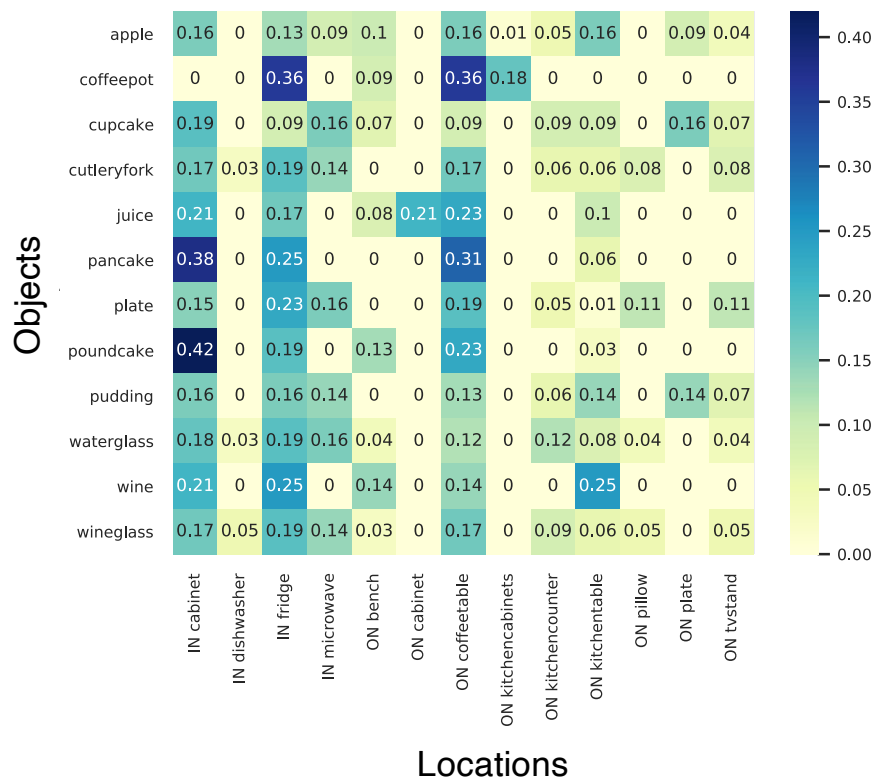 apple 0.16 0 0.13 0.09 0.1 0 0.16 0.01 0.05 0.16 0 0.09 0.04
coffeepot 0 0 0.36 0 0.09 0 0.36 0.18 0 0 0 0 0
cupcake 0.19 0 0.09 0.16 0.07 0 0.09 0 0.09 0.09 0 0.16 0.07
cutleryfork 0.17 0.03 0.19 0.14 0 0 0.17 0 0.06 0.06 0.08 0 0.08
juice 0.21 0 0.17 0 0.08 0.21 0.23 0 0 0.1 0 0 0
pancake 0.38 0 0.25 0 0 0 0.31 0 0 0.06 0 0 0
plate 0.15 0 0.23 0.16 0 0 0.19 0 0.05 0.01 0.11 0 0.11
poundcake 0.42 0 0.19 0 0.13 0 0.23 0 0 0.03 0 0 0
pudding 0.16 0 0.16 0.14 0 0 0.13 0 0.06 0.14 0 0.14 0.07
waterglass 0.18 0.03 0.19 0.16 0.04 0 0.12 0 0.12 0.08 0.04 0 0.04
wine 0.21 0 0.25 0 0.14 0 0.14 0 0 0.25 0 0 0
wineglass 0.17 0.05 0.19 0.14 0.03 0 0.17 0 0.09 0.06 0.05 0 0.05
Objects
IN cabinet
IN dishwasher
IN fridge
IN microwave
ON bench
ON cabinet
ON coffeetable
ON kitchencabinets
ON kitchencounter
ON kitchentable
ON pillow
ON plate
ON tvstand
Locations
0.40
0.35
0.30
0.25
0.20
0.15
0.10
0.05
0.00